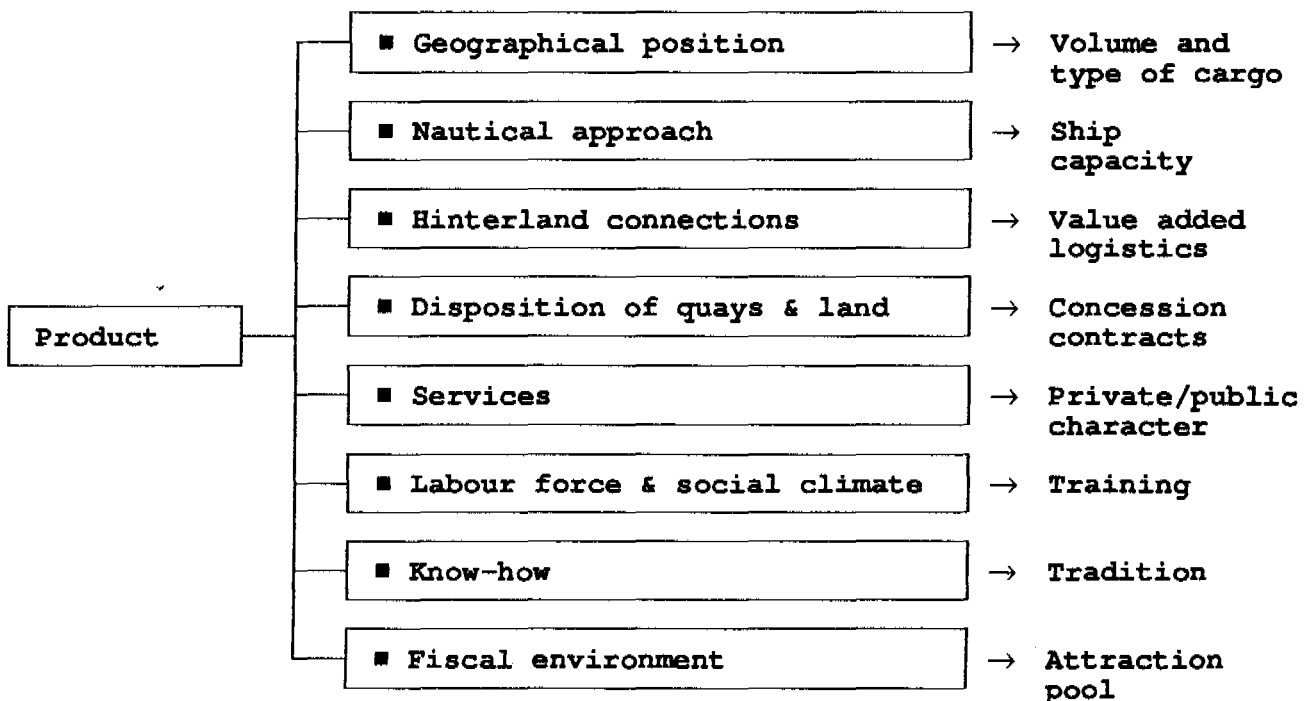 ■ Geographical position → Volume and
type of cargo
■ Nautical approach → Ship
capacity
■ Hinterland connections → Value added
logistics
■ Disposition of quays & land → Concession
contracts
Product
■ Services → Private/public
character
■ Labour force & social climate → Training
■ Know-how → Tradition
■ Fiscal environment → Attraction
pool